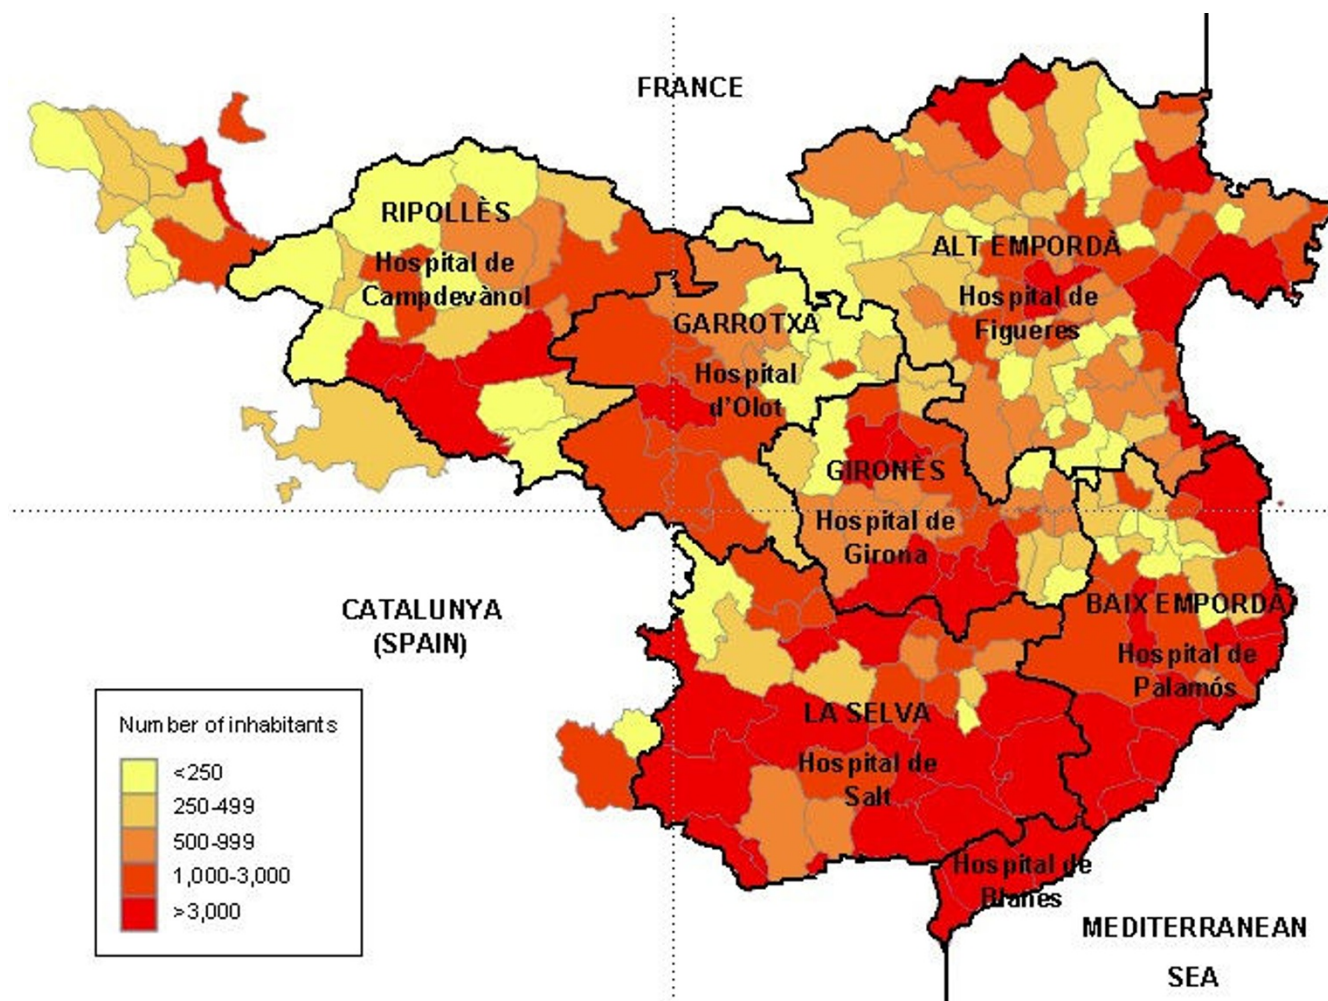 FRANCE
RIPOLLÈS
Hospital de
Campdevànol
ALT EMPORDÀ
Hospital de
Figueres
GARROTXA
Hospital
d'Olot
GIRONÈS
Hospital de
Girona
CATALUNYA
(SPAIN)
BAIX EMPORDÀ
Hospital de
Palamós
LA SELVA
Hospital de
Salt
Hospital de
Blanes
Number of inhabitants
<250
250-499
500-999
1,000-3,000
>3,000
MEDITERRANEAN
SEA